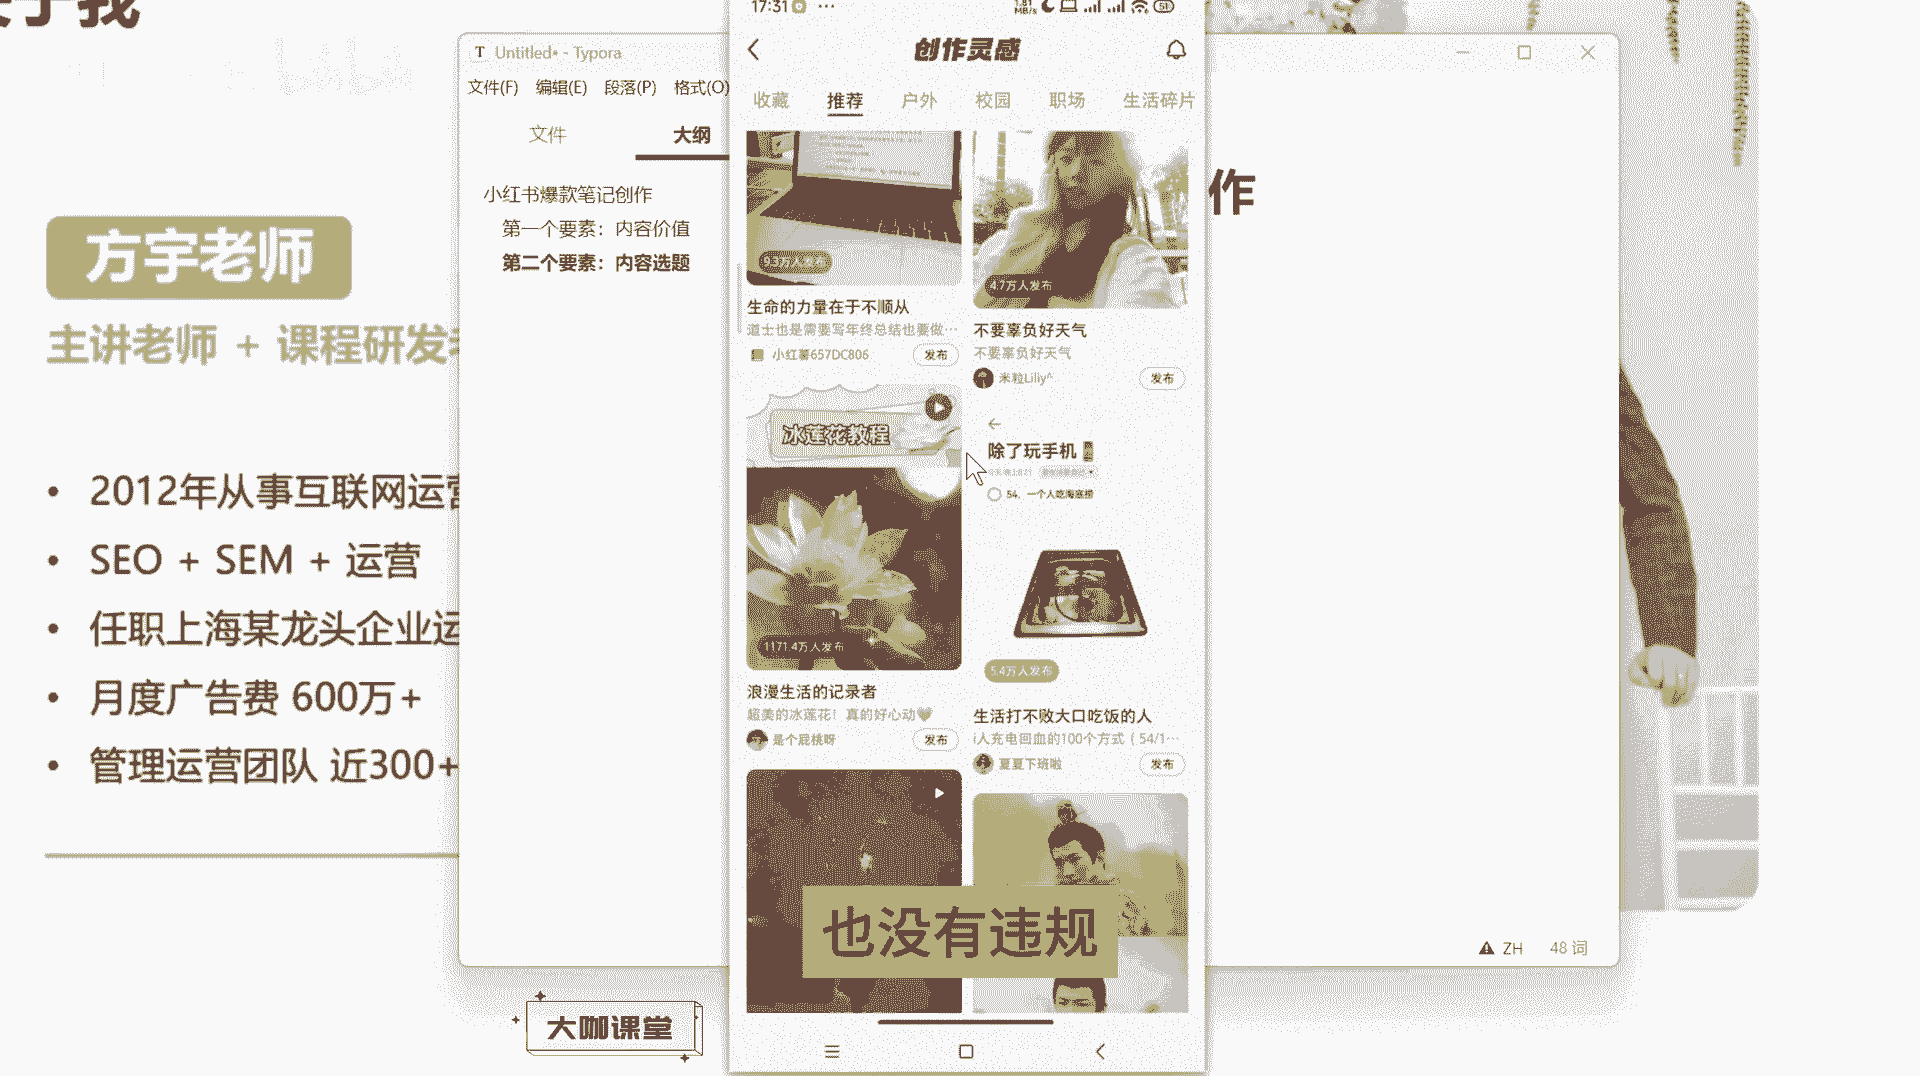 于我
方宇老师
主讲老师 + 课程研发
2012年从事互联网运营
SEO + SEM + 运营
任职上海某龙头企业运
月度广告费 600万+
管理运营团队 近300+
Untitled• - Typora
文件(F) 编辑(E) 段落(P) 格式(O)
文件 大纲
小红书爆款笔记创作
第一个要素：内容价值
第二个要素：内容选题
作
ZH 48 词
17:31
1.81 MB/s
51
创作灵感
收藏 推荐 户外 校园 职场 生活碎片
9.3万人发布
生命的力量在于不顺从
道士也是需要写年终总结也要做…
小红薯657DC806 发布
4.7万人发布
不要辜负好天气
不要辜负好天气
米粒Liliy^ 发布
冰莲花教程
1171.4万人发布
浪漫生活的记录者
超美的冰莲花！真的好心动
是个屁桃呀 发布
除了玩手机
54. 一个人吃海底捞
5.4万人发布
生活打不败大口吃饭的人
i人充电回血的100个方式（54/1…
夏夏下班啦 发布
也没有违规
大咖课堂